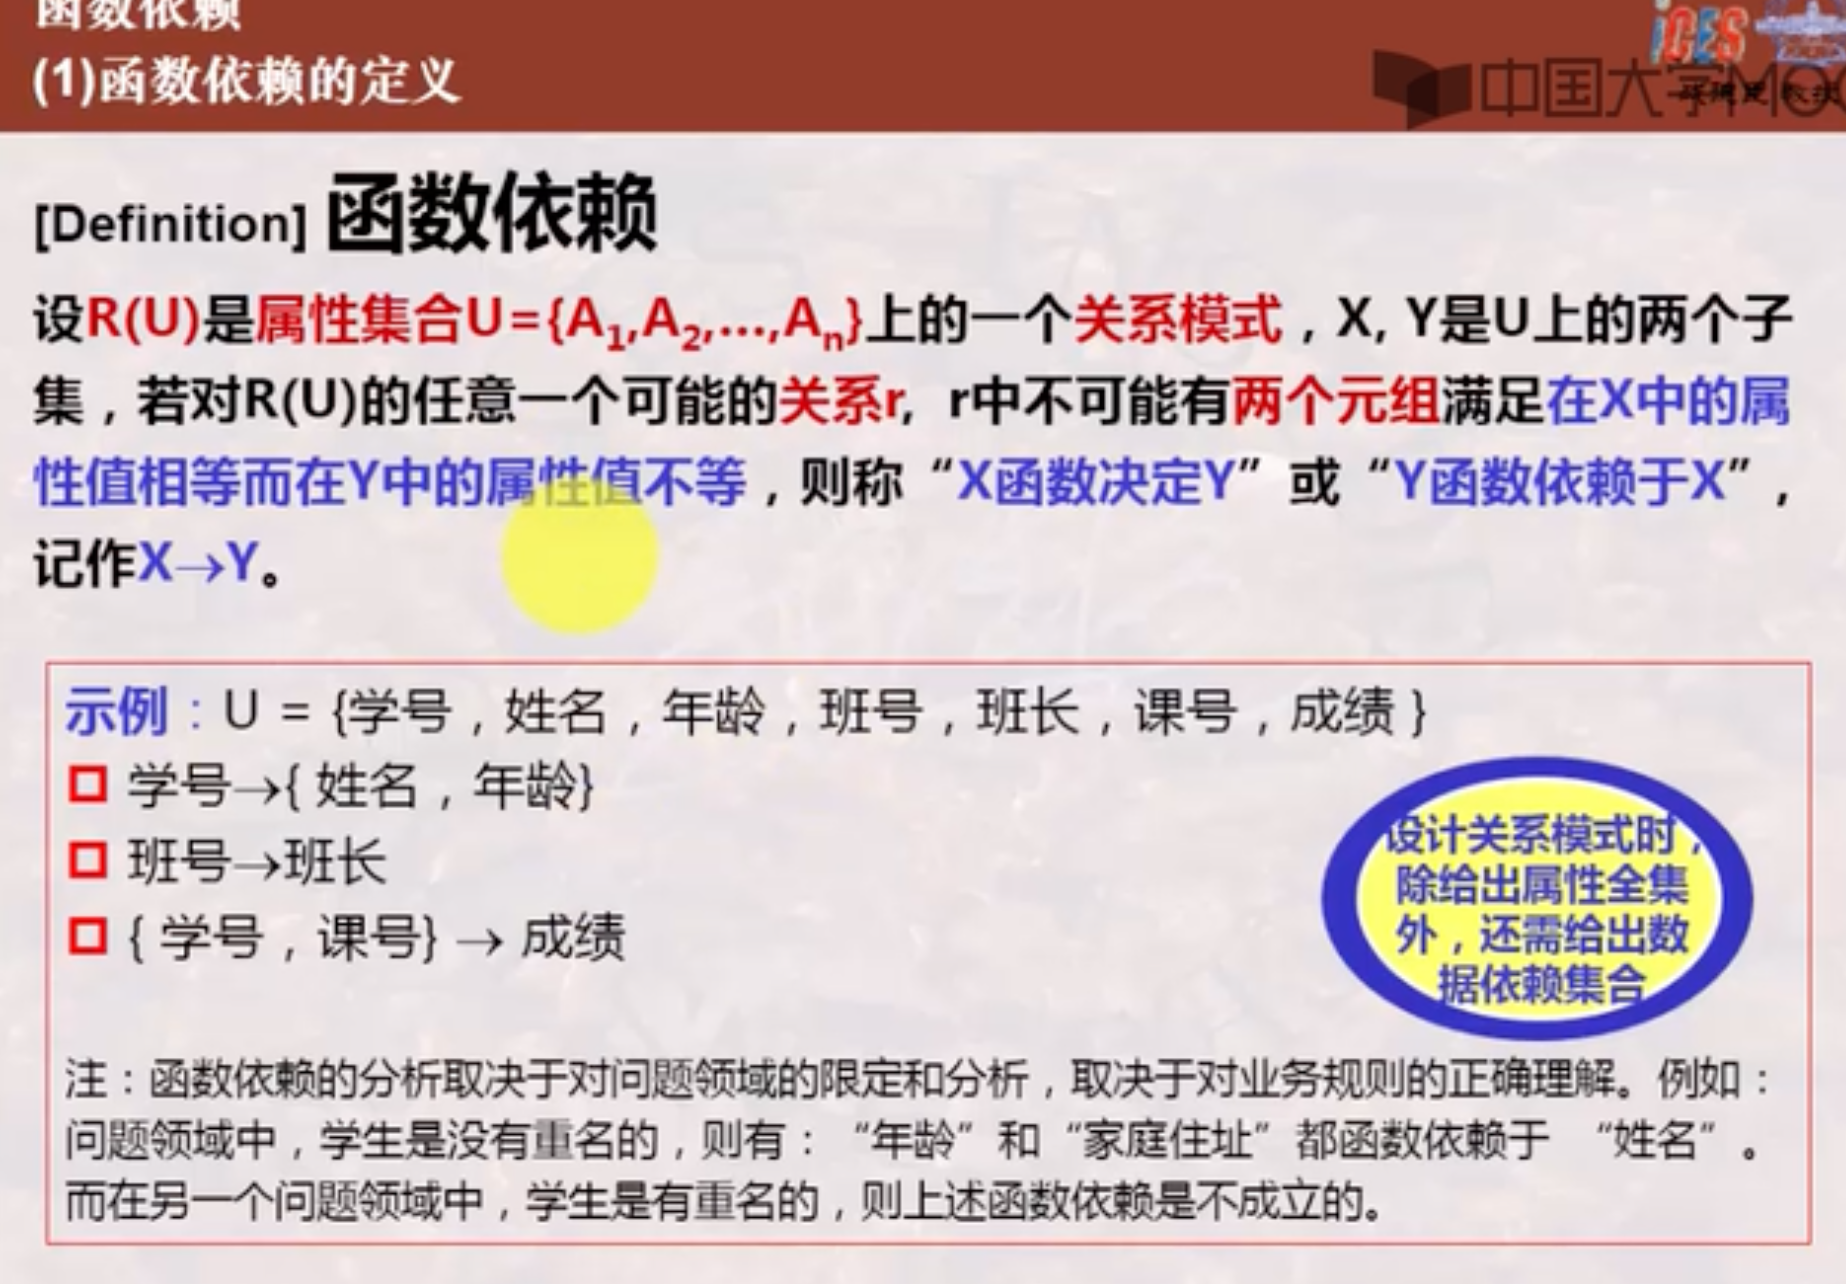 函数依赖
(1)函数依赖的定义
iCES
中国大学MOO
[Definition] 函数依赖
设R(U)是属性集合U={A1,A2,…,An}上的一个关系模式，X, Y是U上的两个子
集，若对R(U)的任意一个可能的关系r, r中不可能有两个元组满足在X中的属
性值相等而在Y中的属性值不等，则称“X函数决定Y”或“Y函数依赖于X”，
记作X→Y。
示例：U = {学号，姓名，年龄，班号，班长，课号，成绩 }
学号→{ 姓名，年龄}
班号→班长
{ 学号，课号} → 成绩
设计关系模式时，
除给出属性全集
外，还需给出数
据依赖集合
注：函数依赖的分析取决于对问题领域的限定和分析，取决于对业务规则的正确理解。例如：
问题领域中，学生是没有重名的，则有：“年龄”和“家庭住址”都函数依赖于 “姓名”。
而在另一个问题领域中，学生是有重名的，则上述函数依赖是不成立的。